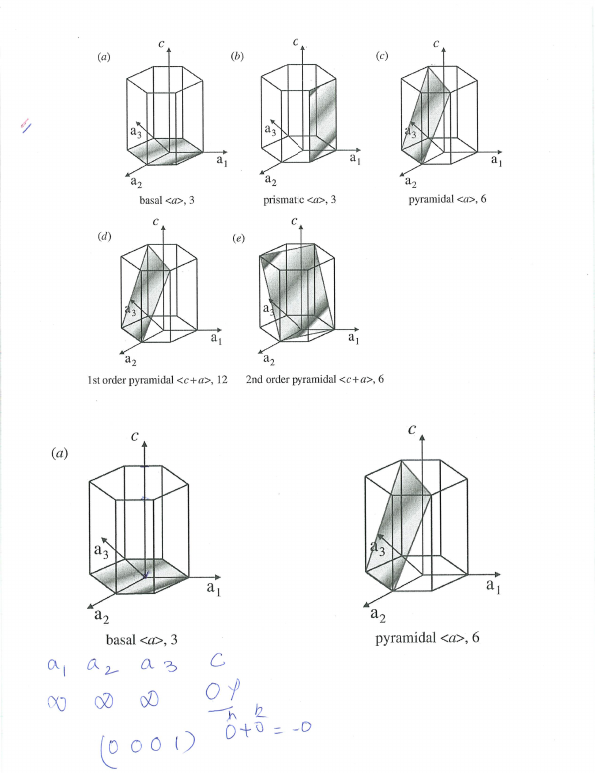 (a) (b) (c)
c c c
a3 a3 a3
a1 a1 a1
a2 a2 a2
basal <a>, 3 prismatic <a>, 3 pyramidal <a>, 6
(d) (e)
c c
a3 a3
a1 a1
a2 a2
1st order pyramidal <c+a>, 12 2nd order pyramidal <c+a>, 6
(a)
c c
a3 a3
a1 a1
a2 a2
basal <a>, 3 pyramidal <a>, 6
a1 a2 a3 C
∞ ∞ ∞ 0
h k
0+0 = -0
(0 0 0 1)